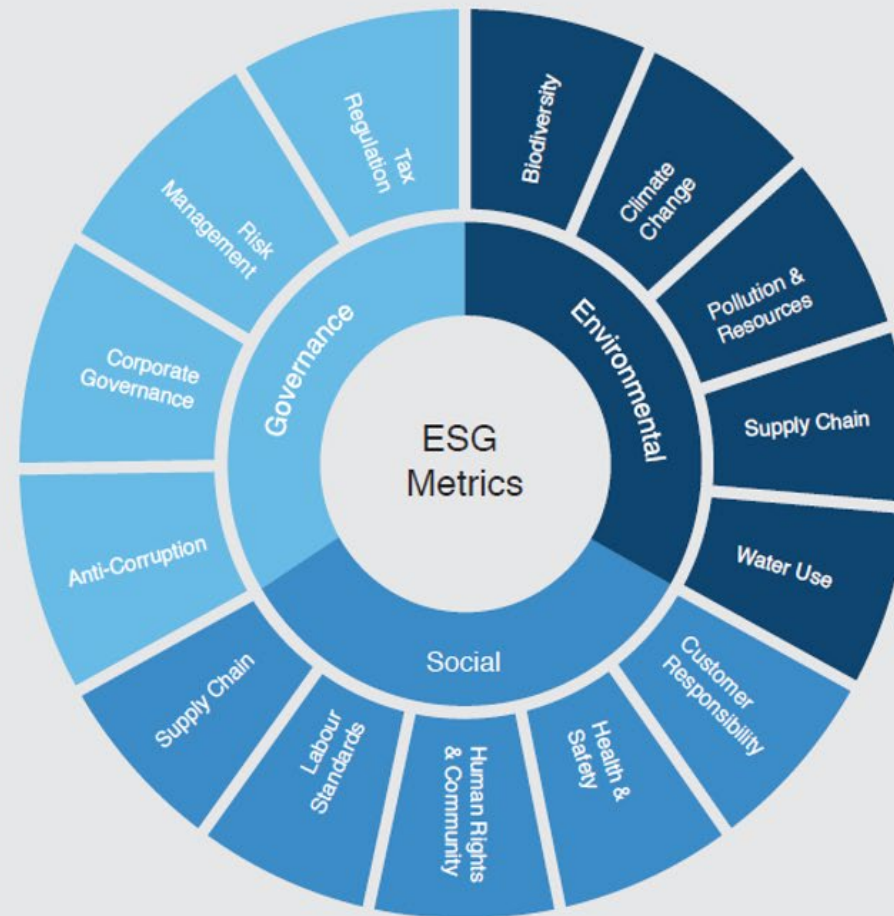 ESG
Metrics
Environmental
Social
Governance
Biodiversity
Climate
Change
Pollution &
Resources
Supply Chain
Water Use
Customer
Responsibility
Health &
Safety
Human Rights
& Community
Labour
Standards
Supply Chain
Anti-Corruption
Corporate
Governance
Risk
Management
Tax
Regulation